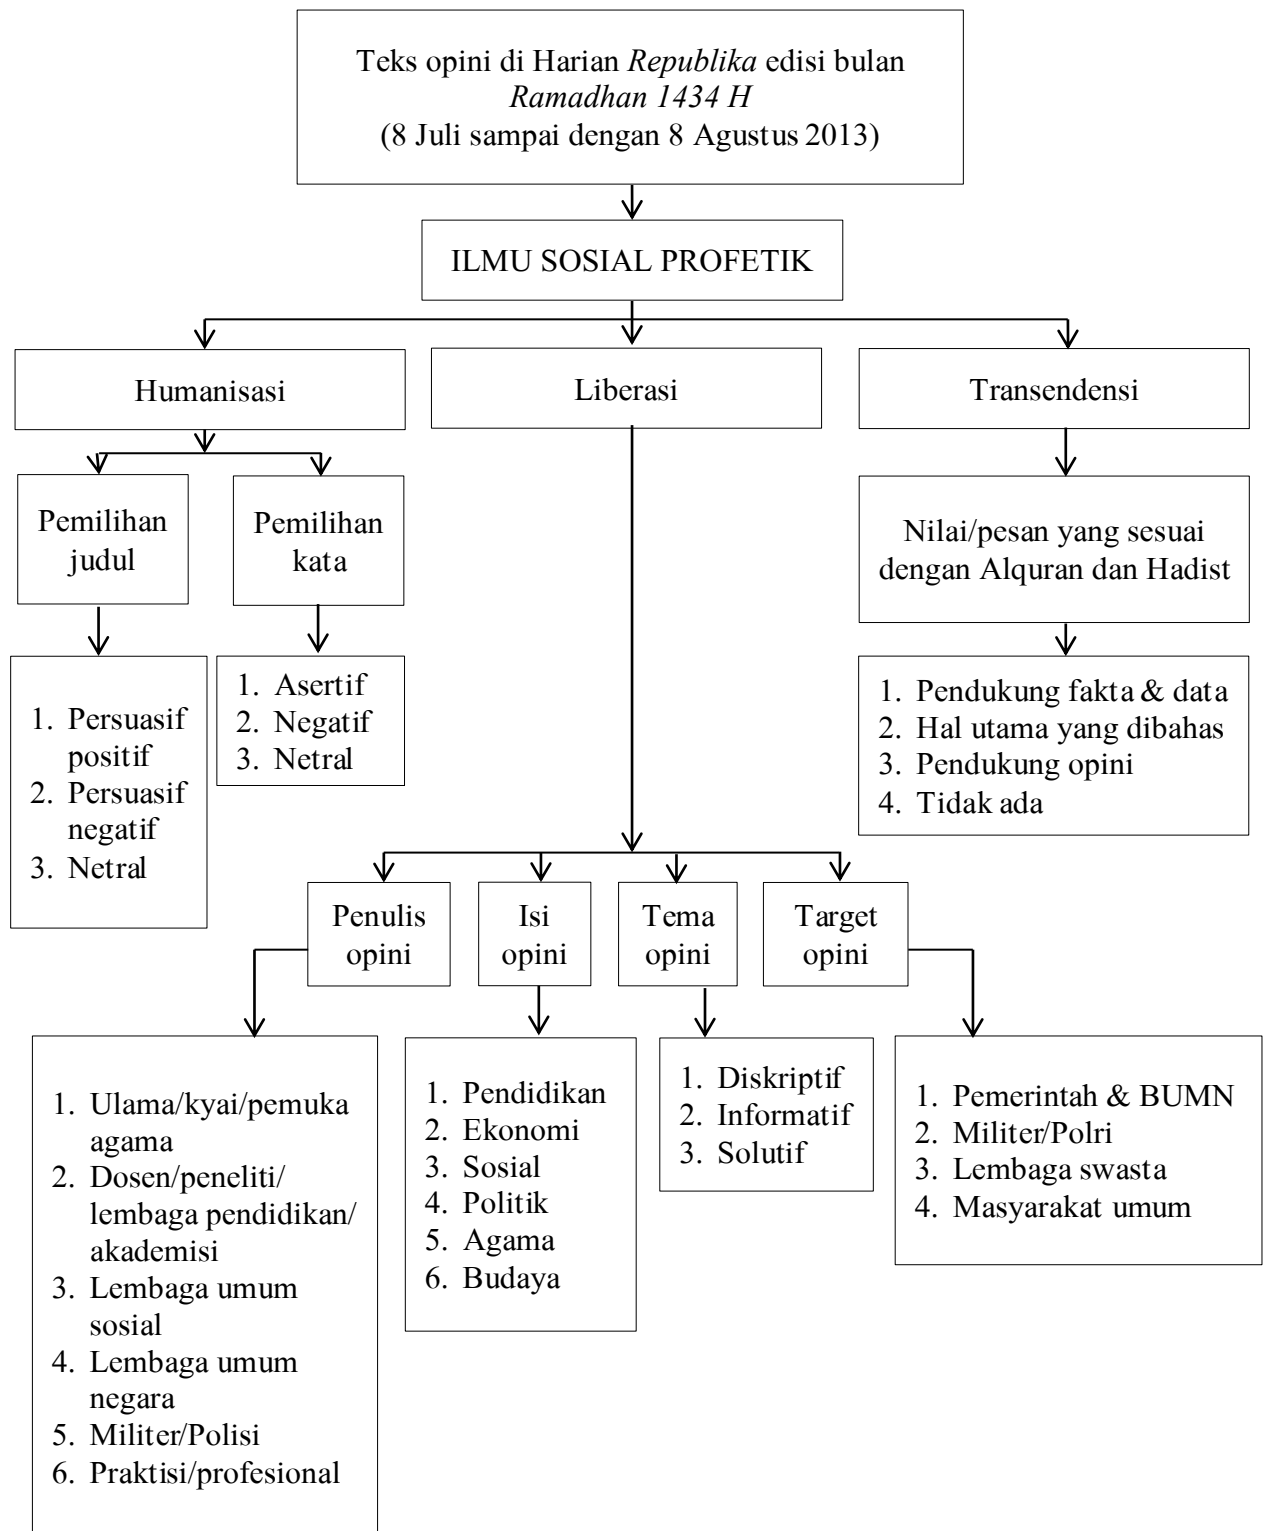 Teks opini di Harian Republika edisi bulan
Ramadhan 1434 H
(8 Juli sampai dengan 8 Agustus 2013)
ILMU SOSIAL PROFETIK
Humanisasi
Liberasi
Transendensi
Pemilihan
judul
Pemilihan
kata
Nilai/pesan yang sesuai
dengan Alquran dan Hadist
1. Persuasif
positif
2. Persuasif
negatif
3. Netral
1. Asertif
2. Negatif
3. Netral
1. Pendukung fakta & data
2. Hal utama yang dibahas
3. Pendukung opini
4. Tidak ada
Penulis
opini
Isi
opini
Tema
opini
Target
opini
1. Ulama/kyai/pemuka
agama
2. Dosen/peneliti/
lembaga pendidikan/
akademisi
3. Lembaga umum
sosial
4. Lembaga umum
negara
5. Militer/Polisi
6. Praktisi/profesional
1. Pendidikan
2. Ekonomi
3. Sosial
4. Politik
5. Agama
6. Budaya
1. Diskriptif
2. Informatif
3. Solutif
1. Pemerintah & BUMN
2. Militer/Polri
3. Lembaga swasta
4. Masyarakat umum